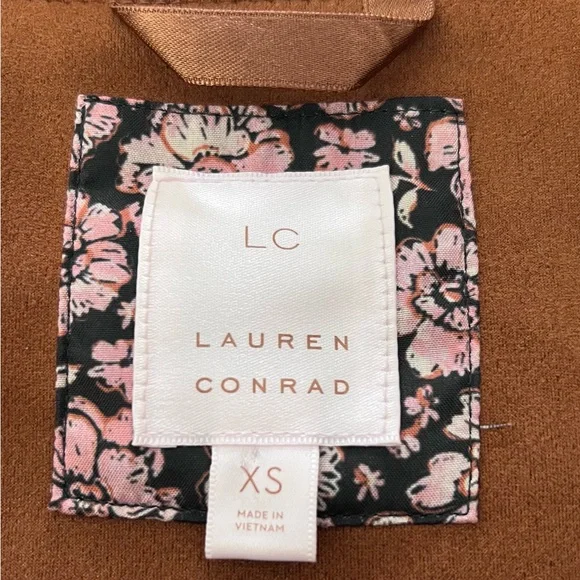 LC
LAUREN
CONRAD
XS
MADE IN
VIETNAM